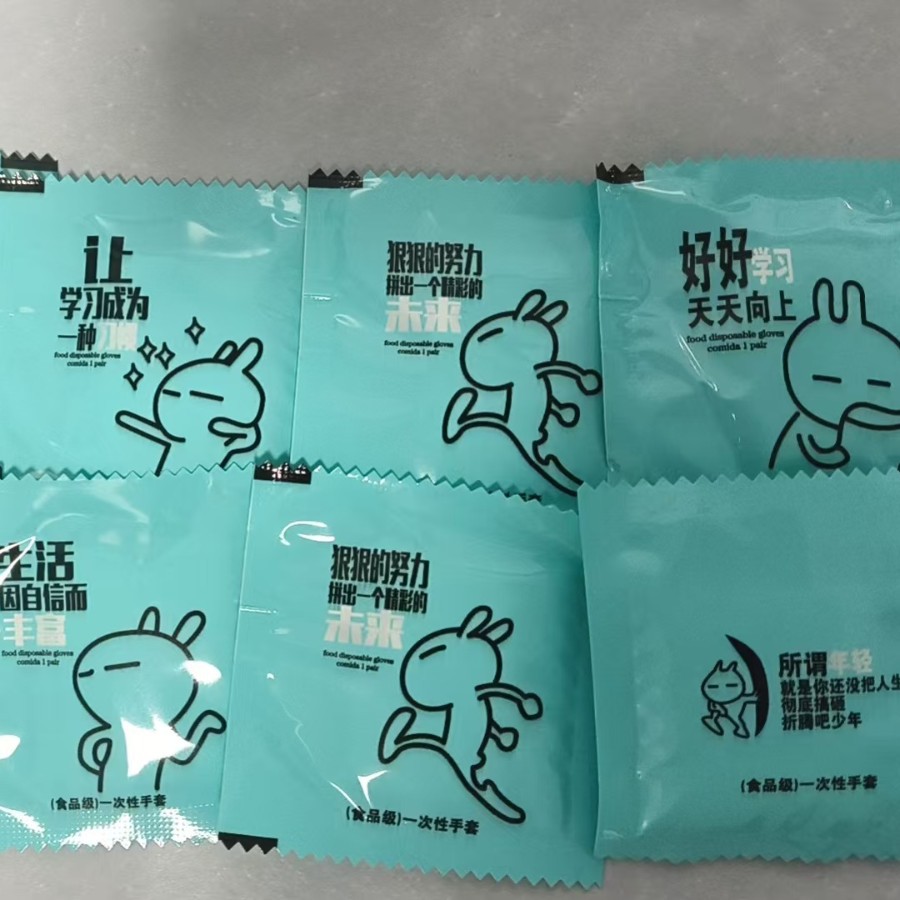 让
学习成为
一种习惯
food disposable gloves
comida 1 pair
狠狠的努力
拼出一个精彩的
未来
food disposable gloves
comida 1 pair
好好学习
天天向上
food disposable gloves
comida 1 pair
生活
因自信而
丰富
food disposable gloves
comida 1 pair
(食品级)一次性手套
狠狠的努力
拼出一个精彩的
未来
food disposable gloves
comida 1 pair
(食品级)一次性手套
所谓年轻
就是你还没把人生
彻底搞砸
折腾吧少年
(食品级)一次性手套